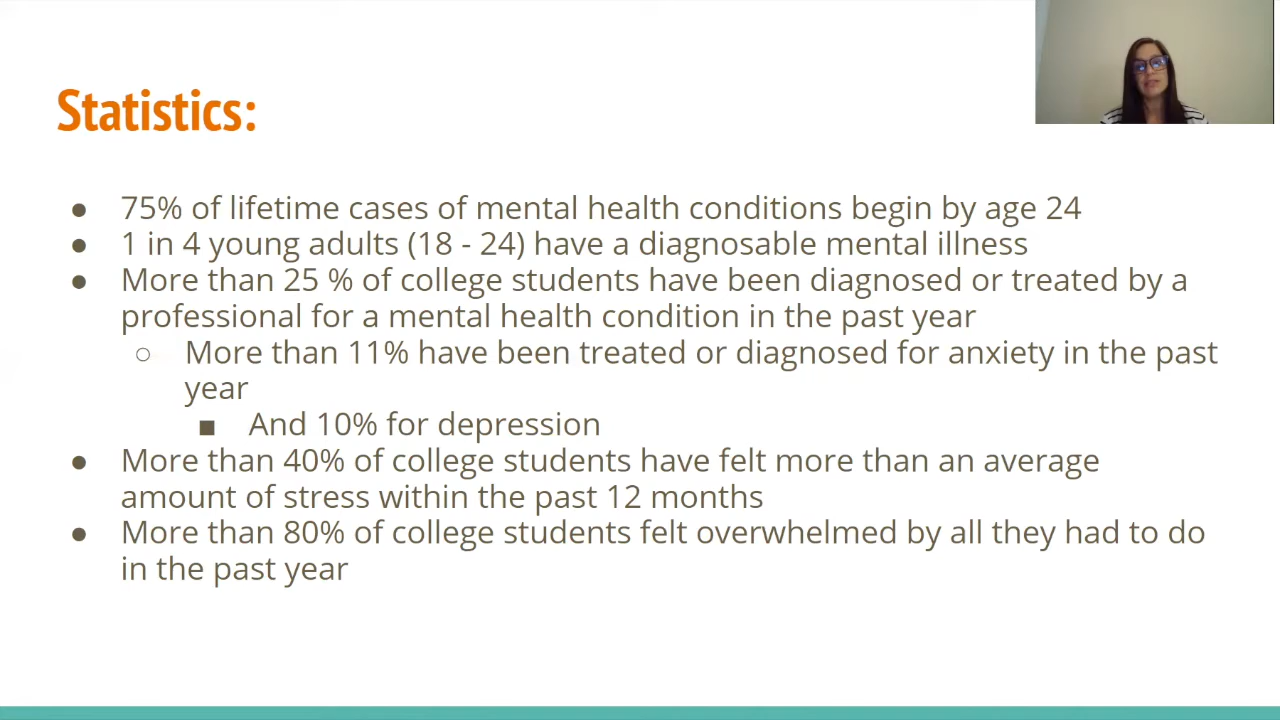 Statistics:
● 75% of lifetime cases of mental health conditions begin by age 24
● 1 in 4 young adults (18 - 24) have a diagnosable mental illness
● More than 25 % of college students have been diagnosed or treated by a
professional for a mental health condition in the past year
○ More than 11% have been treated or diagnosed for anxiety in the past
year
■ And 10% for depression
● More than 40% of college students have felt more than an average
amount of stress within the past 12 months
● More than 80% of college students felt overwhelmed by all they had to do
in the past year